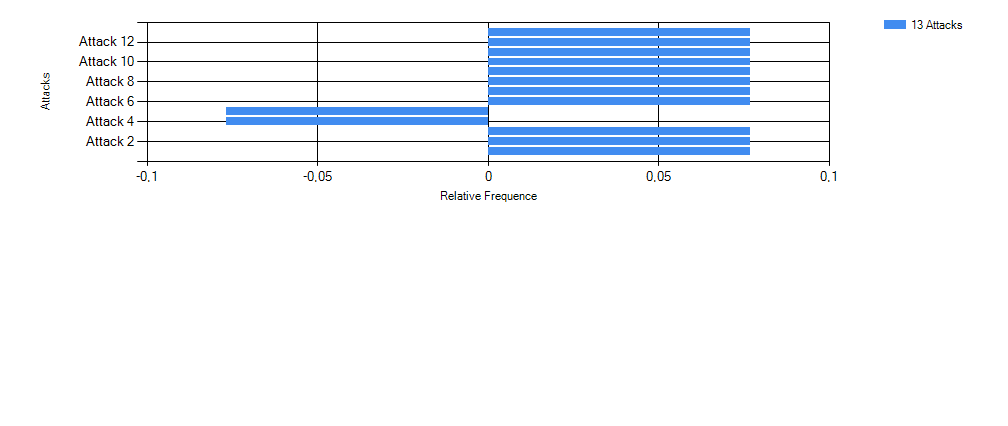 13 Attacks
Attack 12
Attack 10
Attack 8
Attack 6
Attack 4
Attack 2
Attacks
-0,1 -0,05 0 0,05 0,1
Relative Frequence